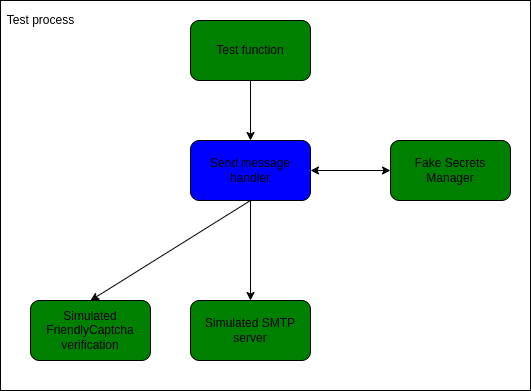 Test process
Test function
Send message
handler
Fake Secrets
Manager
Simulated
FriendlyCaptcha
verification
Simulated SMTP
server